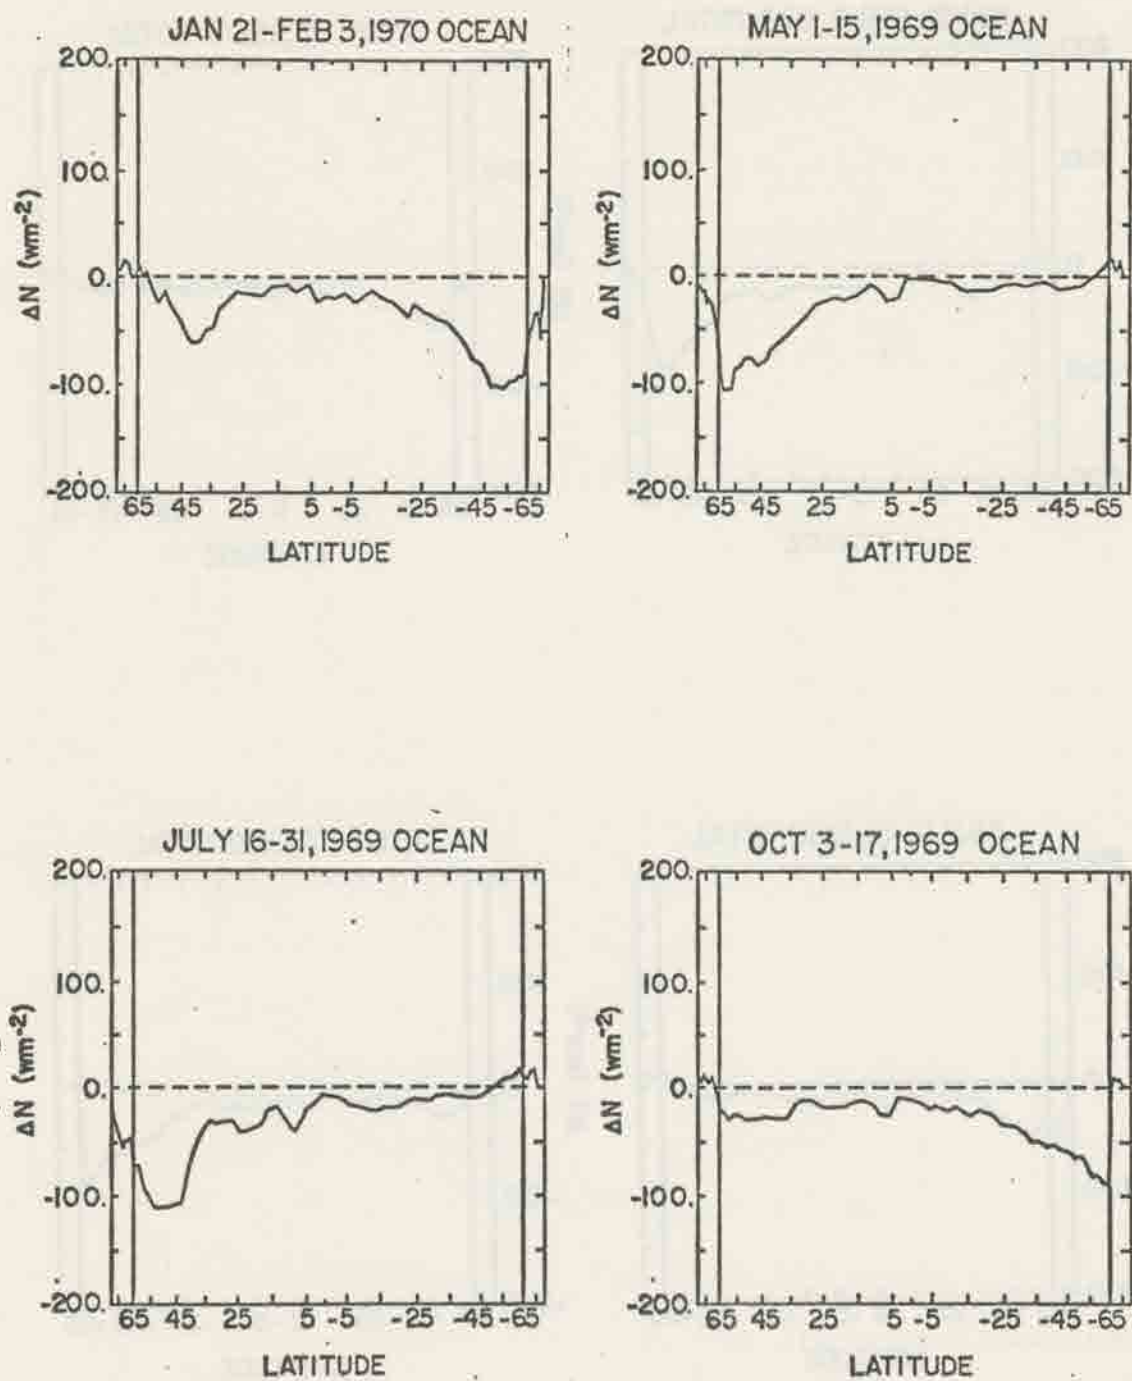 JAN 21-FEB 3, 1970 OCEAN
200.
100.
0.
-100.
-200.
ΔN (wm⁻²)
65 45 25 5 -5 -25 -45 -65
LATITUDE
MAY 1-15, 1969 OCEAN
200.
100.
0.
-100.
-200.
ΔN (wm⁻²)
65 45 25 5 -5 -25 -45 -65
LATITUDE
JULY 16-31, 1969 OCEAN
200.
100.
0.
-100.
-200.
ΔN (wm⁻²)
65 45 25 5 -5 -25 -45 -65
LATITUDE
OCT 3-17, 1969 OCEAN
200.
100.
0.
-100.
-200.
ΔN (wm⁻²)
65 45 25 5 -5 -25 -45 -65
LATITUDE